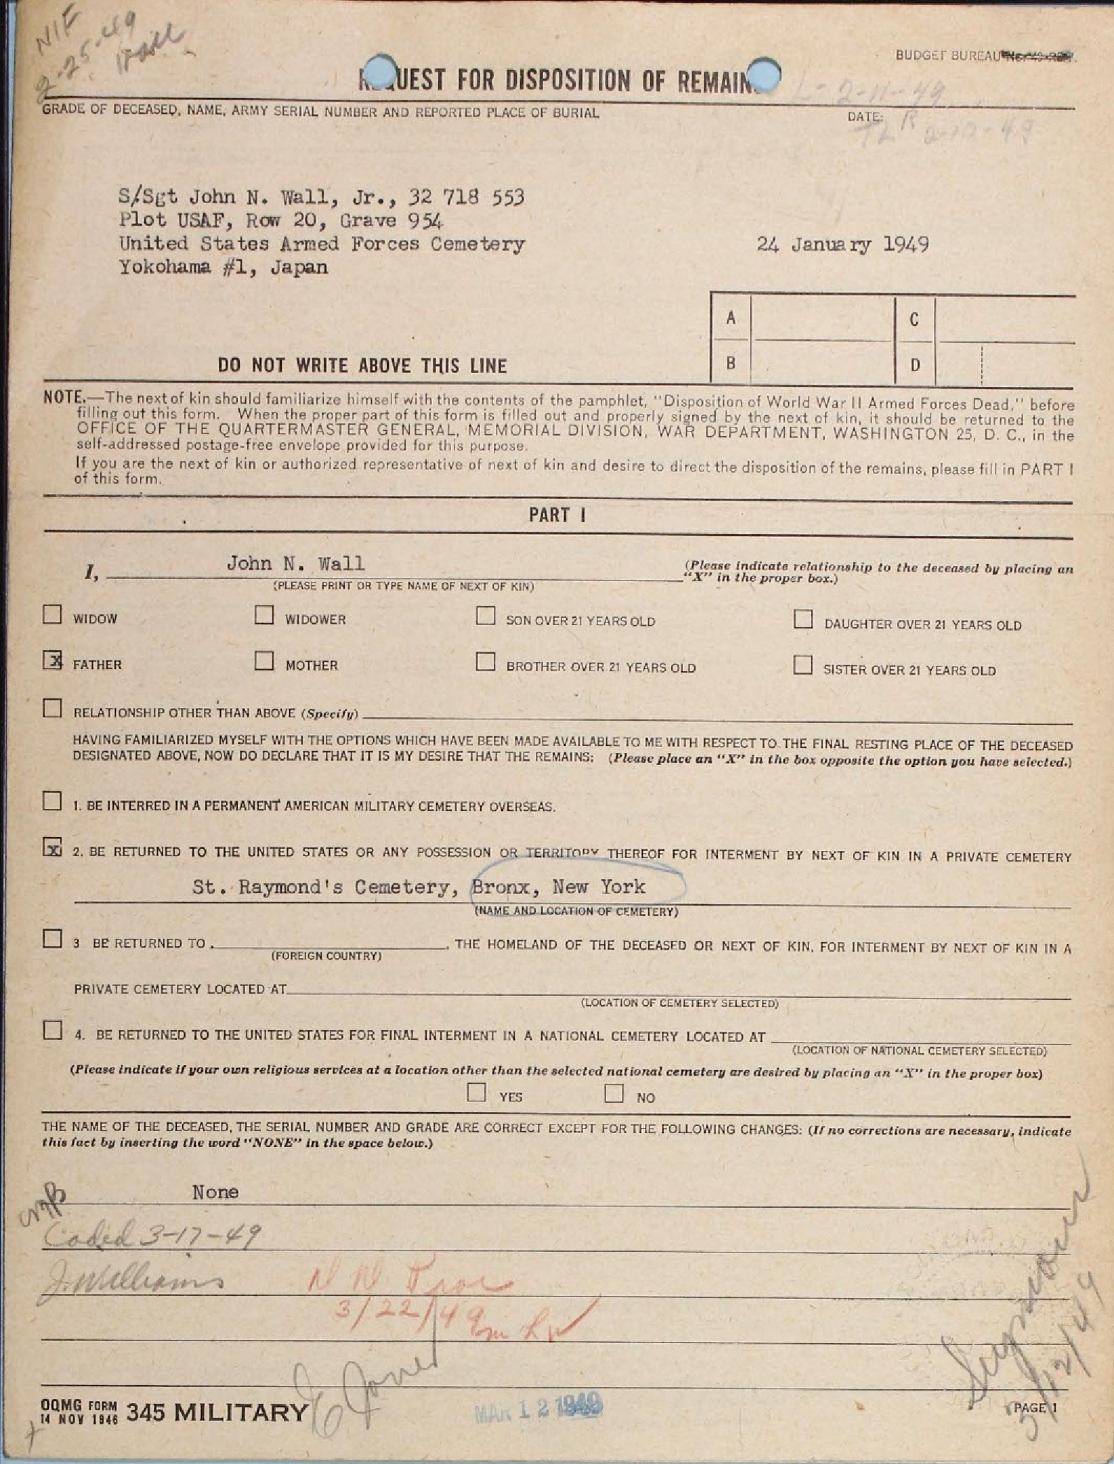 NIF
2-25-49
Wall
BUDGET BUREAU
REQUEST FOR DISPOSITION OF REMAINS
L-2-11-49
GRADE OF DECEASED, NAME, ARMY SERIAL NUMBER AND REPORTED PLACE OF BURIAL
DATE:
S/Sgt John N. Wall, Jr., 32 718 553
Plot USAF, Row 20, Grave 954
United States Armed Forces Cemetery
24 January 1949
Yokohama #1, Japan
A
C
B
D
DO NOT WRITE ABOVE THIS LINE
NOTE.—The next of kin should familiarize himself with the contents of the pamphlet, "Disposition of World War II Armed Forces Dead," before
filling out this form. When the proper part of this form is filled out and properly signed by the next of kin, it should be returned to the
OFFICE OF THE QUARTERMASTER GENERAL, MEMORIAL DIVISION, WAR DEPARTMENT, WASHINGTON 25, D. C., in the
self-addressed postage-free envelope provided for this purpose.
If you are the next of kin or authorized representative of next of kin and desire to direct the disposition of the remains, please fill in PART I
of this form.
PART I
I, John N. Wall
(Please indicate relationship to the deceased by placing an
"X" in the proper box.)
(PLEASE PRINT OR TYPE NAME OF NEXT OF KIN)
WIDOW WIDOWER SON OVER 21 YEARS OLD DAUGHTER OVER 21 YEARS OLD
X FATHER MOTHER BROTHER OVER 21 YEARS OLD SISTER OVER 21 YEARS OLD
RELATIONSHIP OTHER THAN ABOVE (Specify)
HAVING FAMILIARIZED MYSELF WITH THE OPTIONS WHICH HAVE BEEN MADE AVAILABLE TO ME WITH RESPECT TO THE FINAL RESTING PLACE OF THE DECEASED
DESIGNATED ABOVE, NOW DO DECLARE THAT IT IS MY DESIRE THAT THE REMAINS: (Please place an "X" in the box opposite the option you have selected.)
1. BE INTERRED IN A PERMANENT AMERICAN MILITARY CEMETERY OVERSEAS.
X 2. BE RETURNED TO THE UNITED STATES OR ANY POSSESSION OR TERRITORY THEREOF FOR INTERMENT BY NEXT OF KIN IN A PRIVATE CEMETERY
St. Raymond's Cemetery, Bronx, New York
(NAME AND LOCATION OF CEMETERY)
3 BE RETURNED TO , THE HOMELAND OF THE DECEASED OR NEXT OF KIN, FOR INTERMENT BY NEXT OF KIN IN A
(FOREIGN COUNTRY)
PRIVATE CEMETERY LOCATED AT
(LOCATION OF CEMETERY SELECTED)
4. BE RETURNED TO THE UNITED STATES FOR FINAL INTERMENT IN A NATIONAL CEMETERY LOCATED AT
(LOCATION OF NATIONAL CEMETERY SELECTED)
(Please indicate if your own religious services at a location other than the selected national cemetery are desired by placing an "X" in the proper box)
YES NO
THE NAME OF THE DECEASED, THE SERIAL NUMBER AND GRADE ARE CORRECT EXCEPT FOR THE FOLLOWING CHANGES: (If no corrections are necessary, indicate
this fact by inserting the word "NONE" in the space below.)
None
Coded 3-17-49
J. Williams
3/22/49
Jones
3/12/49
OQMG FORM
14 NOV 1946
345 MILITARY
MAR 12 1949
PAGE 1